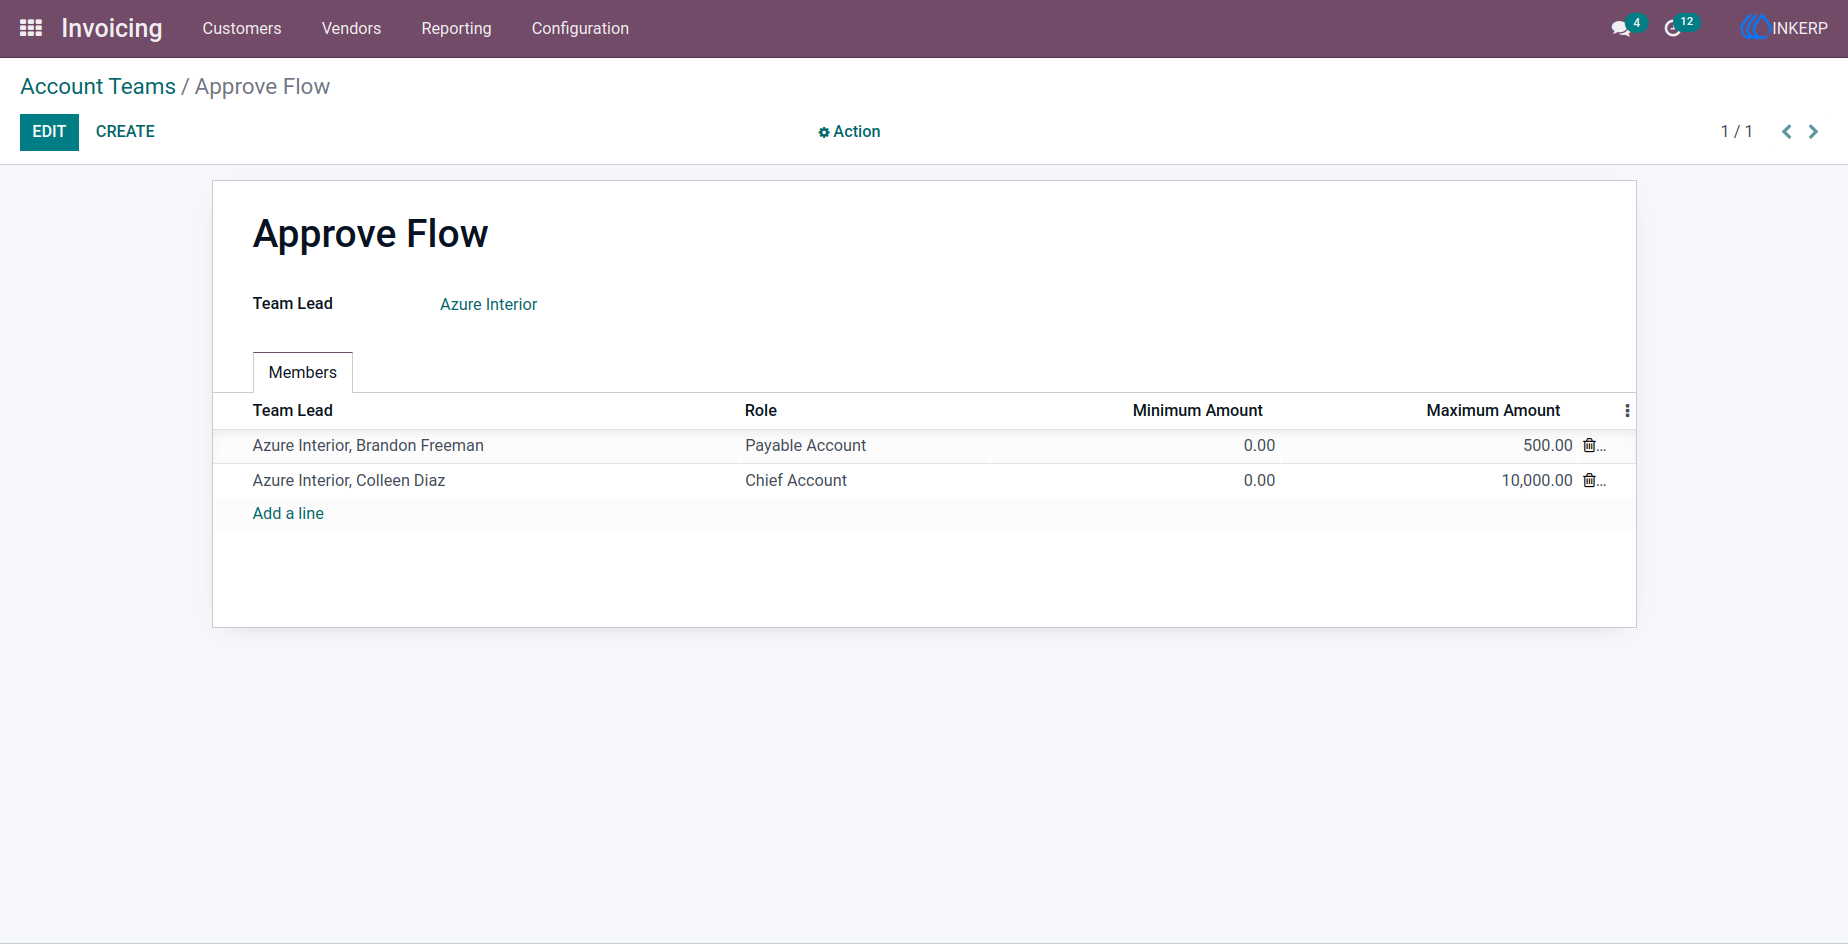 Invoicing Customers Vendors Reporting Configuration 4 12 INKERP
Account Teams / Approve Flow
EDIT CREATE Action 1 / 1
Approve Flow
Team Lead Azure Interior
Members
Team Lead Role Minimum Amount Maximum Amount
Azure Interior, Brandon Freeman Payable Account 0.00 500.00 ...
Azure Interior, Colleen Diaz Chief Account 0.00 10,000.00 ...
Add a line